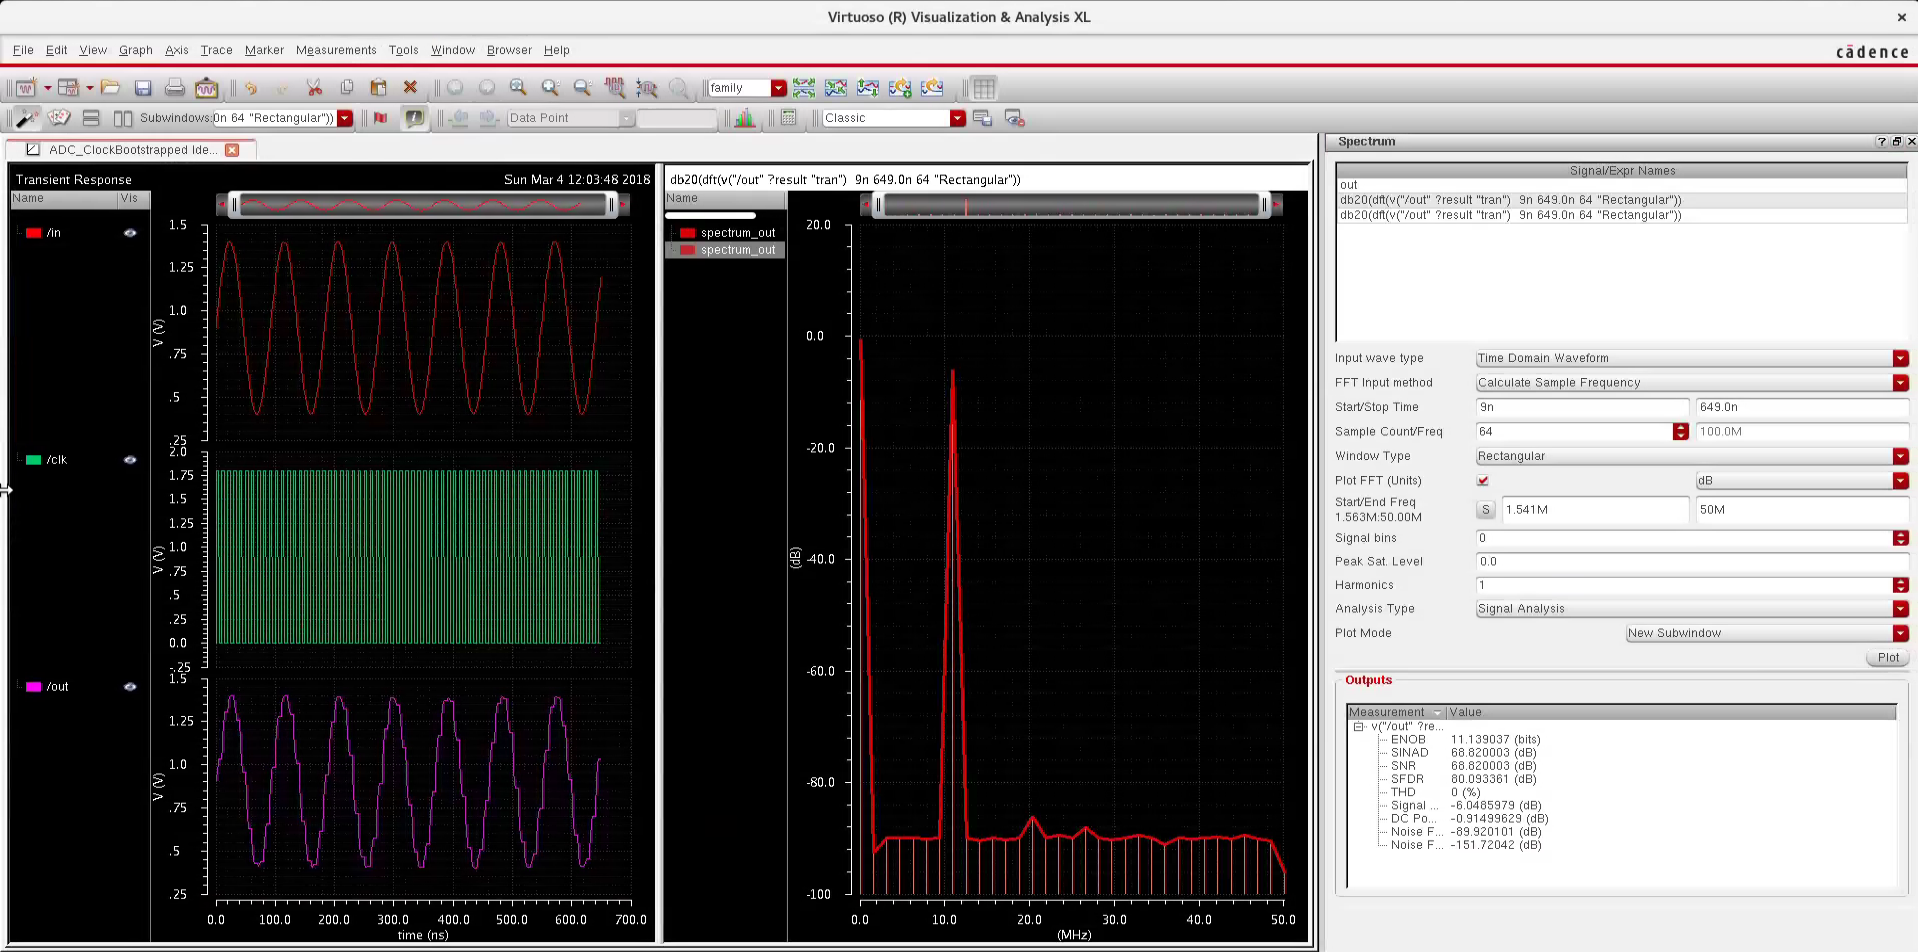 Virtuoso (R) Visualization & Analysis XL
File Edit View Graph Axis Trace Marker Measurements Tools Window Browser Help
cādence
family
Subwindows: 0n 64 "Rectangular"))
Data Point
Classic
ADC_ClockBootstrapped Ide...
Transient Response
Sun Mar 4 12:03:48 2018
Name Vis
/in
1.5
1.25
1.0
.75
.5
.25
V (V)
/clk
2.0
1.75
1.5
1.25
1.0
.75
.5
.25
0.0
-.25
V (V)
/out
1.5
1.25
1.0
.75
.5
.25
V (V)
0.0 100.0 200.0 300.0 400.0 500.0 600.0 700.0
time (ns)
db20(dft(v("/out" ?result "tran") 9n 649.0n 64 "Rectangular"))
Name
spectrum_out
spectrum_out
20.0
0.0
-20.0
-40.0
-60.0
-80.0
-100
(dB)
0.0 10.0 20.0 30.0 40.0 50.0
(MHz)
Spectrum
Signal/Expr Names
out
db20(dft(v("/out" ?result "tran") 9n 649.0n 64 "Rectangular"))
db20(dft(v("/out" ?result "tran") 9n 649.0n 64 "Rectangular"))
Input wave type Time Domain Waveform
FFT Input method Calculate Sample Frequency
Start/Stop Time 9n 649.0n
Sample Count/Freq 64 100.0M
Window Type Rectangular
Plot FFT (Units) dB
Start/End Freq
1.563M:50.00M S 1.541M 50M
Signal bins 0
Peak Sat. Level 0.0
Harmonics 1
Analysis Type Signal Analysis
Plot Mode New Subwindow
Plot
Outputs
Measurement Value
v("/out" ?re...
ENOB 11.139037 (bits)
SINAD 68.820003 (dB)
SNR 68.820003 (dB)
SFDR 80.093361 (dB)
THD 0 (%)
Signal ... -6.0485979 (dB)
DC Po... -0.91499629 (dB)
Noise F... -89.920101 (dB)
Noise F... -151.72042 (dB)